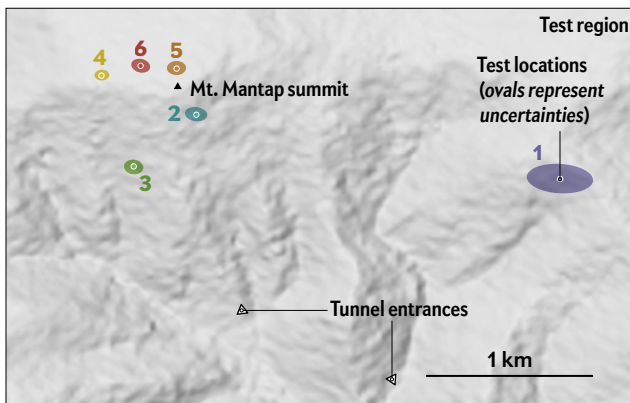 Test region
4
6
5
Test locations
(ovals represent
uncertainties)
Mt. Mantap summit
2
1
3
Tunnel entrances
1 km